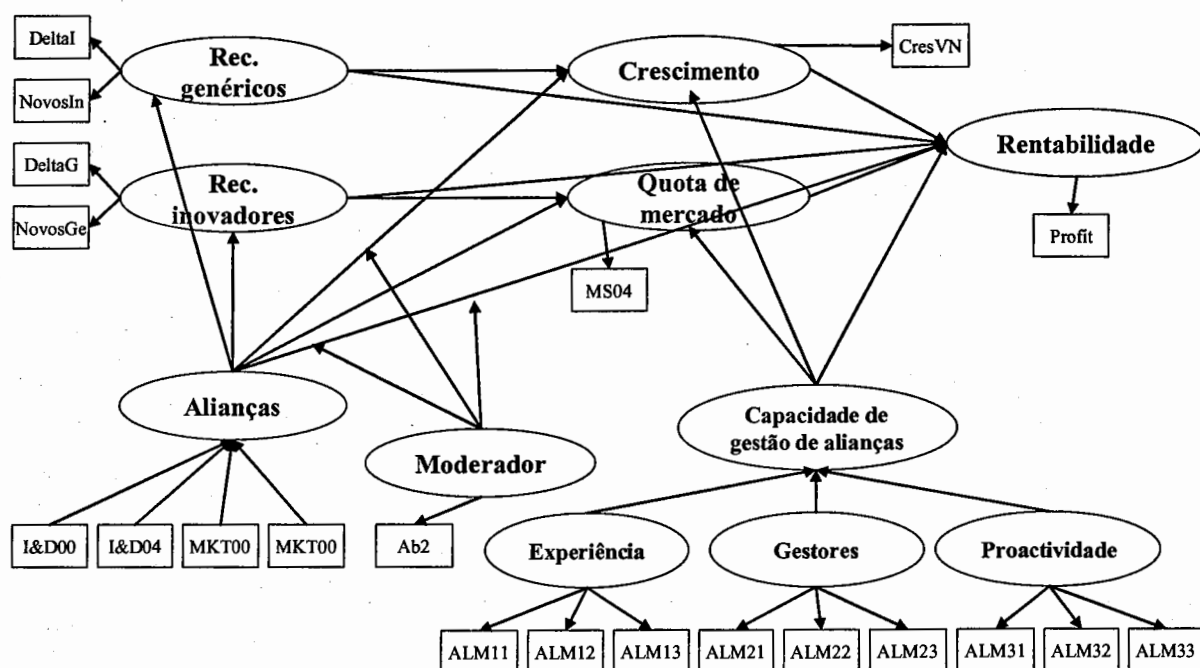 DeltaI
NovosIn
Rec.
genéricos
Crescimento
CresVN
DeltaG
NovosGe
Rec.
inovadores
Quota de
mercado
Rentabilidade
MS04
Profit
Alianças
Moderador
Capacidade de
gestão de alianças
I&D00
I&D04
MKT00
MKT00
Ab2
Experiência
Gestores
Proactividade
ALM11
ALM12
ALM13
ALM21
ALM22
ALM23
ALM31
ALM32
ALM33